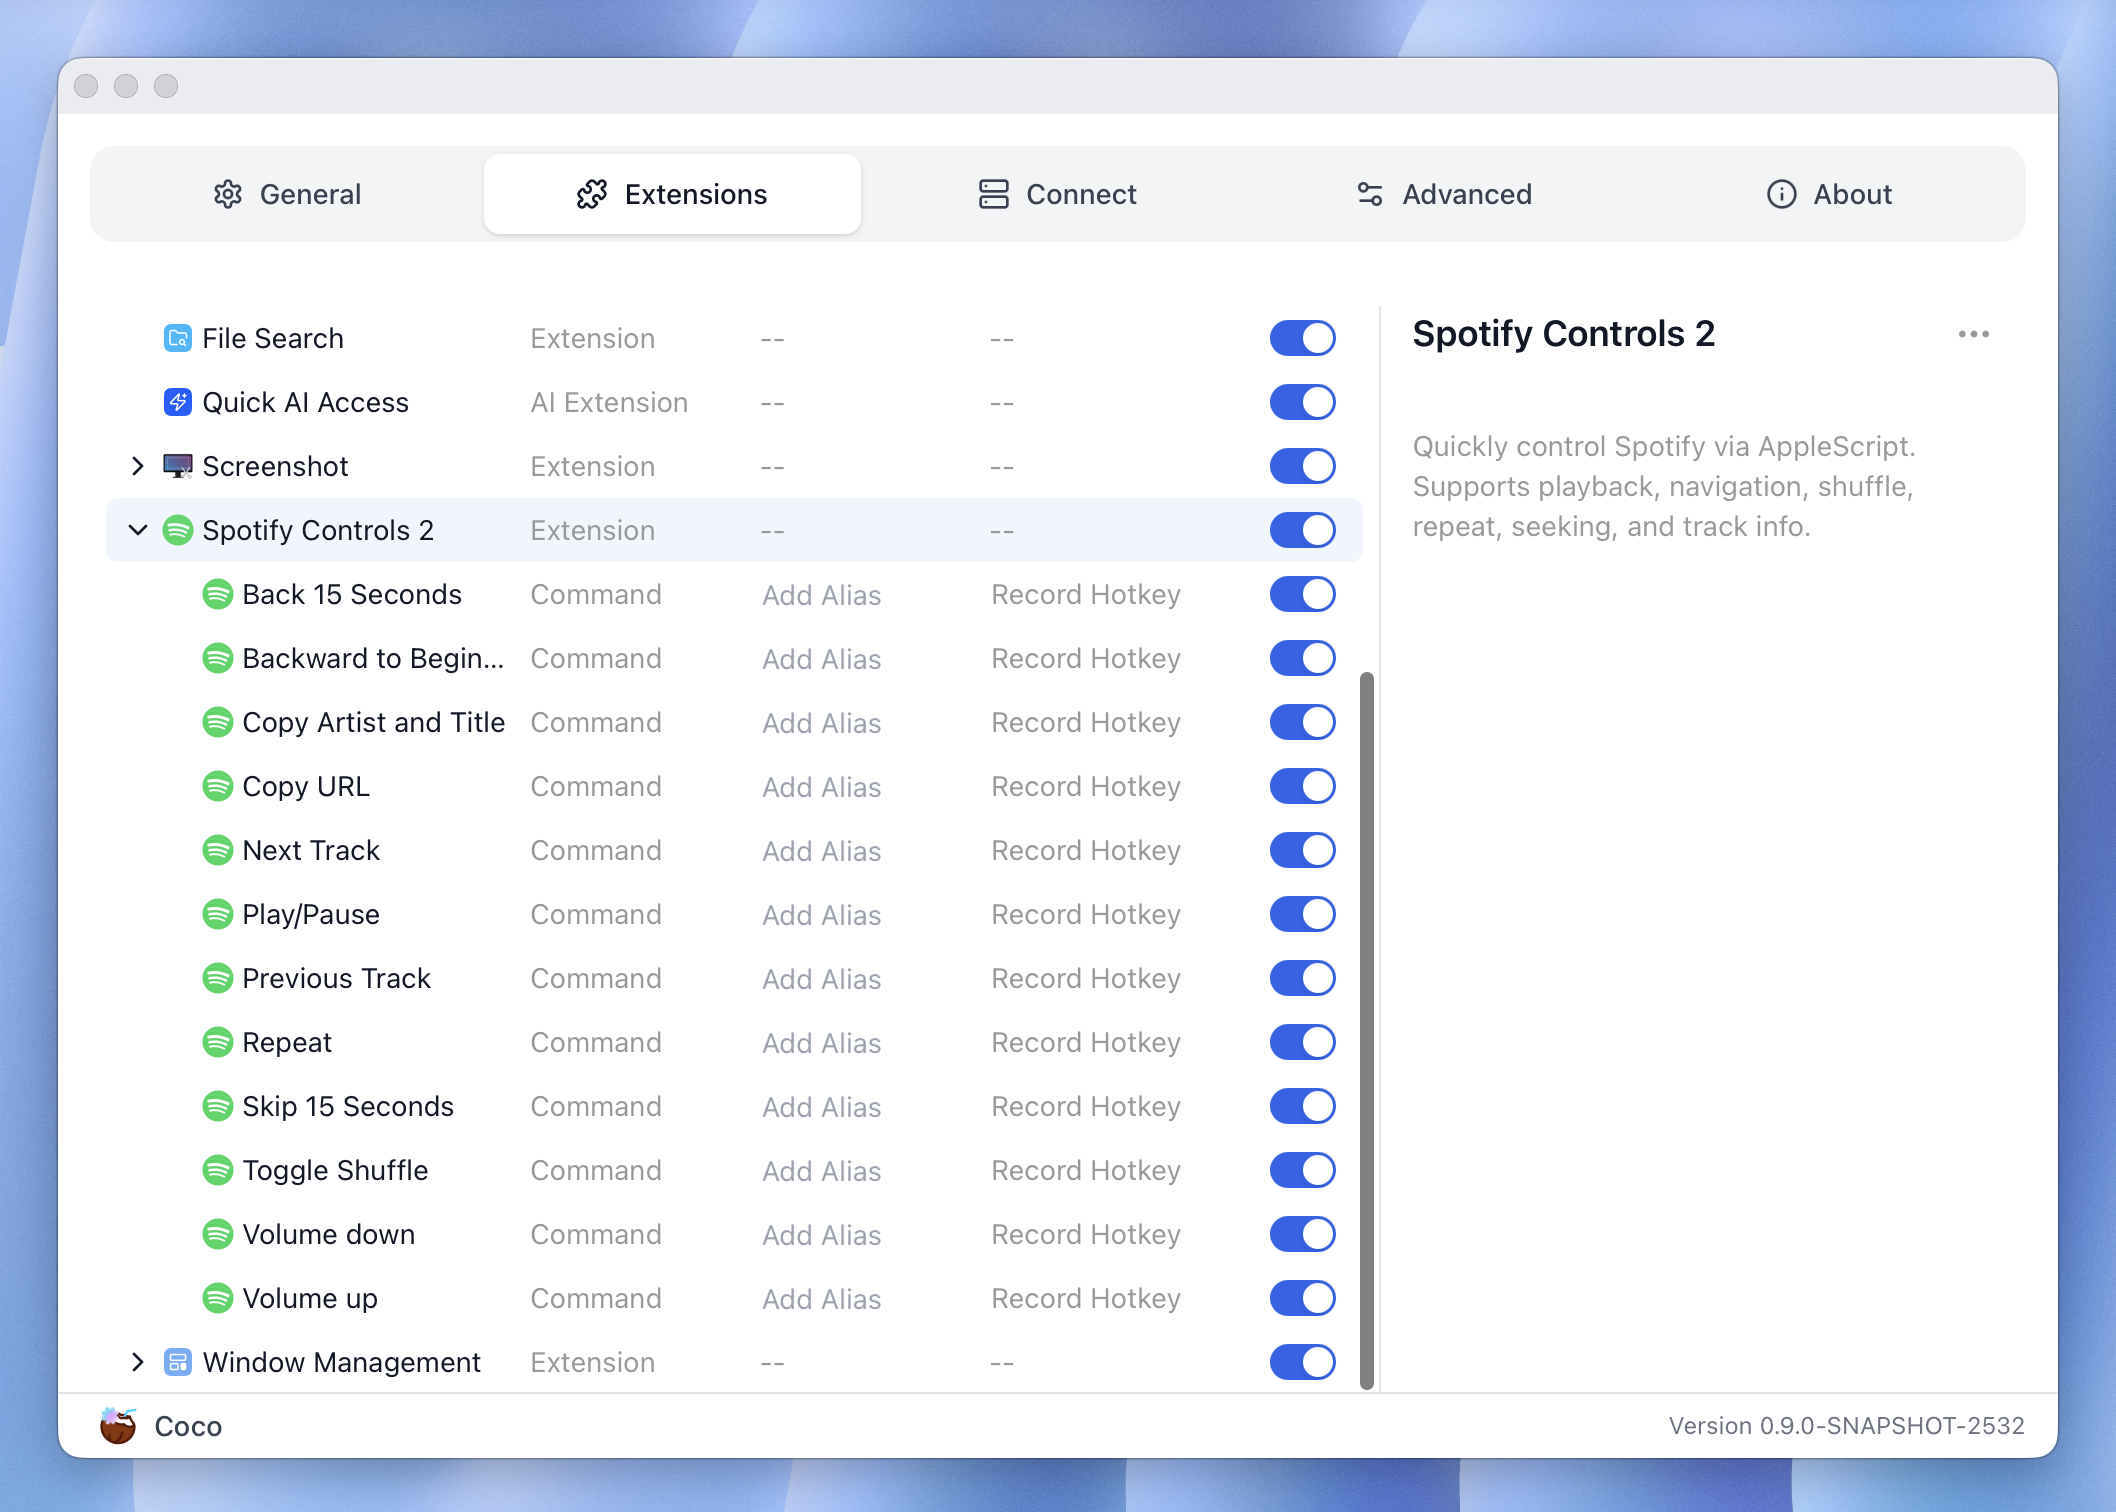 General Extensions Connect Advanced About
File Search Extension -- --
Quick AI Access AI Extension -- --
Screenshot Extension -- --
Spotify Controls 2 Extension -- --
Back 15 Seconds Command Add Alias Record Hotkey
Backward to Begin... Command Add Alias Record Hotkey
Copy Artist and Title Command Add Alias Record Hotkey
Copy URL Command Add Alias Record Hotkey
Next Track Command Add Alias Record Hotkey
Play/Pause Command Add Alias Record Hotkey
Previous Track Command Add Alias Record Hotkey
Repeat Command Add Alias Record Hotkey
Skip 15 Seconds Command Add Alias Record Hotkey
Toggle Shuffle Command Add Alias Record Hotkey
Volume down Command Add Alias Record Hotkey
Volume up Command Add Alias Record Hotkey
Window Management Extension -- --
Spotify Controls 2
Quickly control Spotify via AppleScript.
Supports playback, navigation, shuffle,
repeat, seeking, and track info.
Coco
Version 0.9.0-SNAPSHOT-2532